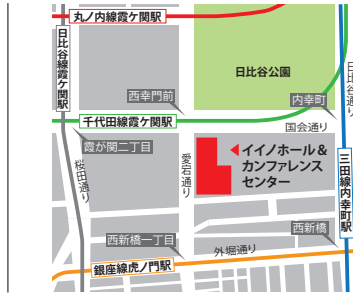 丸ノ内線霞ケ関駅
日比谷線霞ケ関駅
日比谷公園
日比谷通り
西幸門前
内幸町
千代田線霞ケ関駅
国会通り
霞が関二丁目
桜田通り
愛宕通り
イイノホール＆
カンファレンス
センター
三田線内幸町駅
西新橋
西新橋一丁目
外堀通り
銀座線虎ノ門駅